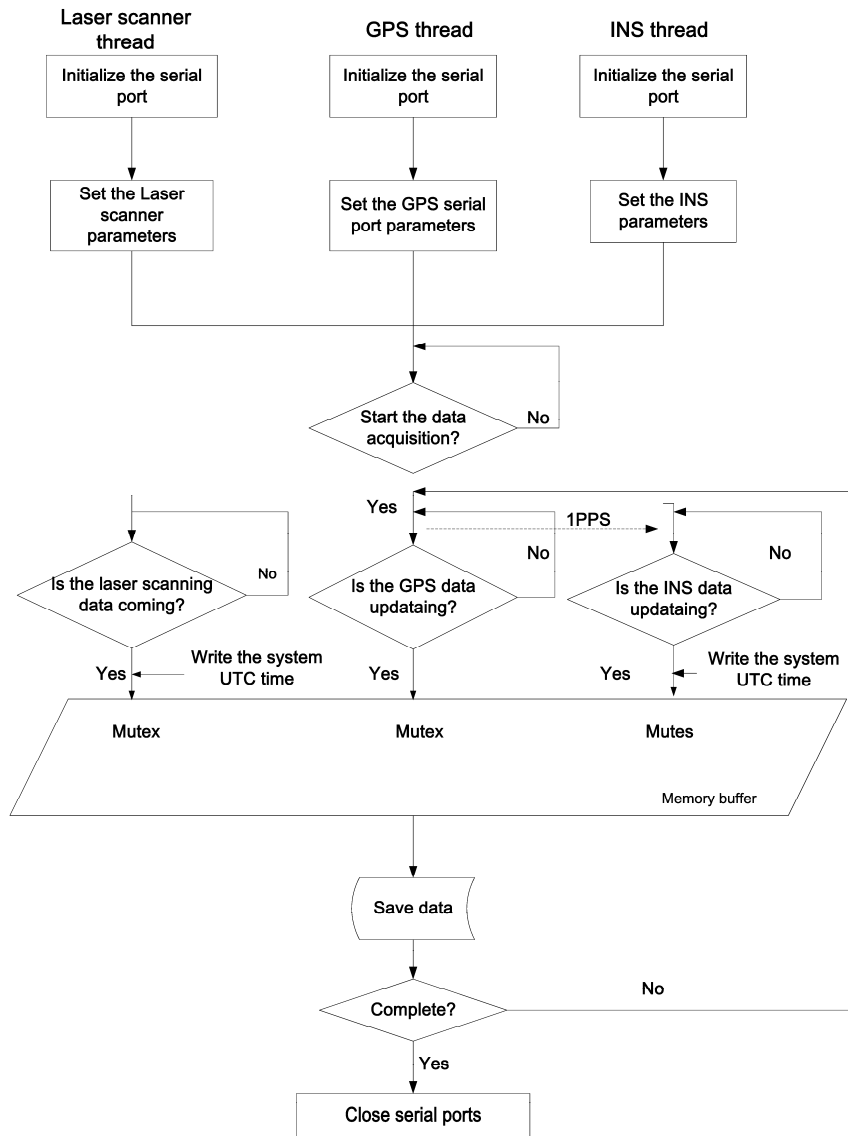 Laser scanner
thread
GPS thread
INS thread
Initialize the serial
port
Initialize the serial
port
Initialize the serial
port
Set the Laser
scanner
parameters
Set the GPS serial
port parameters
Set the INS
parameters
Start the data
acquisition?
No
Yes
1PPS
No
No
No
Is the laser scanning
data coming?
Is the GPS data
updataing?
Is the INS data
updataing?
Yes
Write the system
UTC time
Yes
Yes
Write the system
UTC time
Mutex
Mutex
Mutes
Memory buffer
Save data
Complete?
No
Yes
Close serial ports